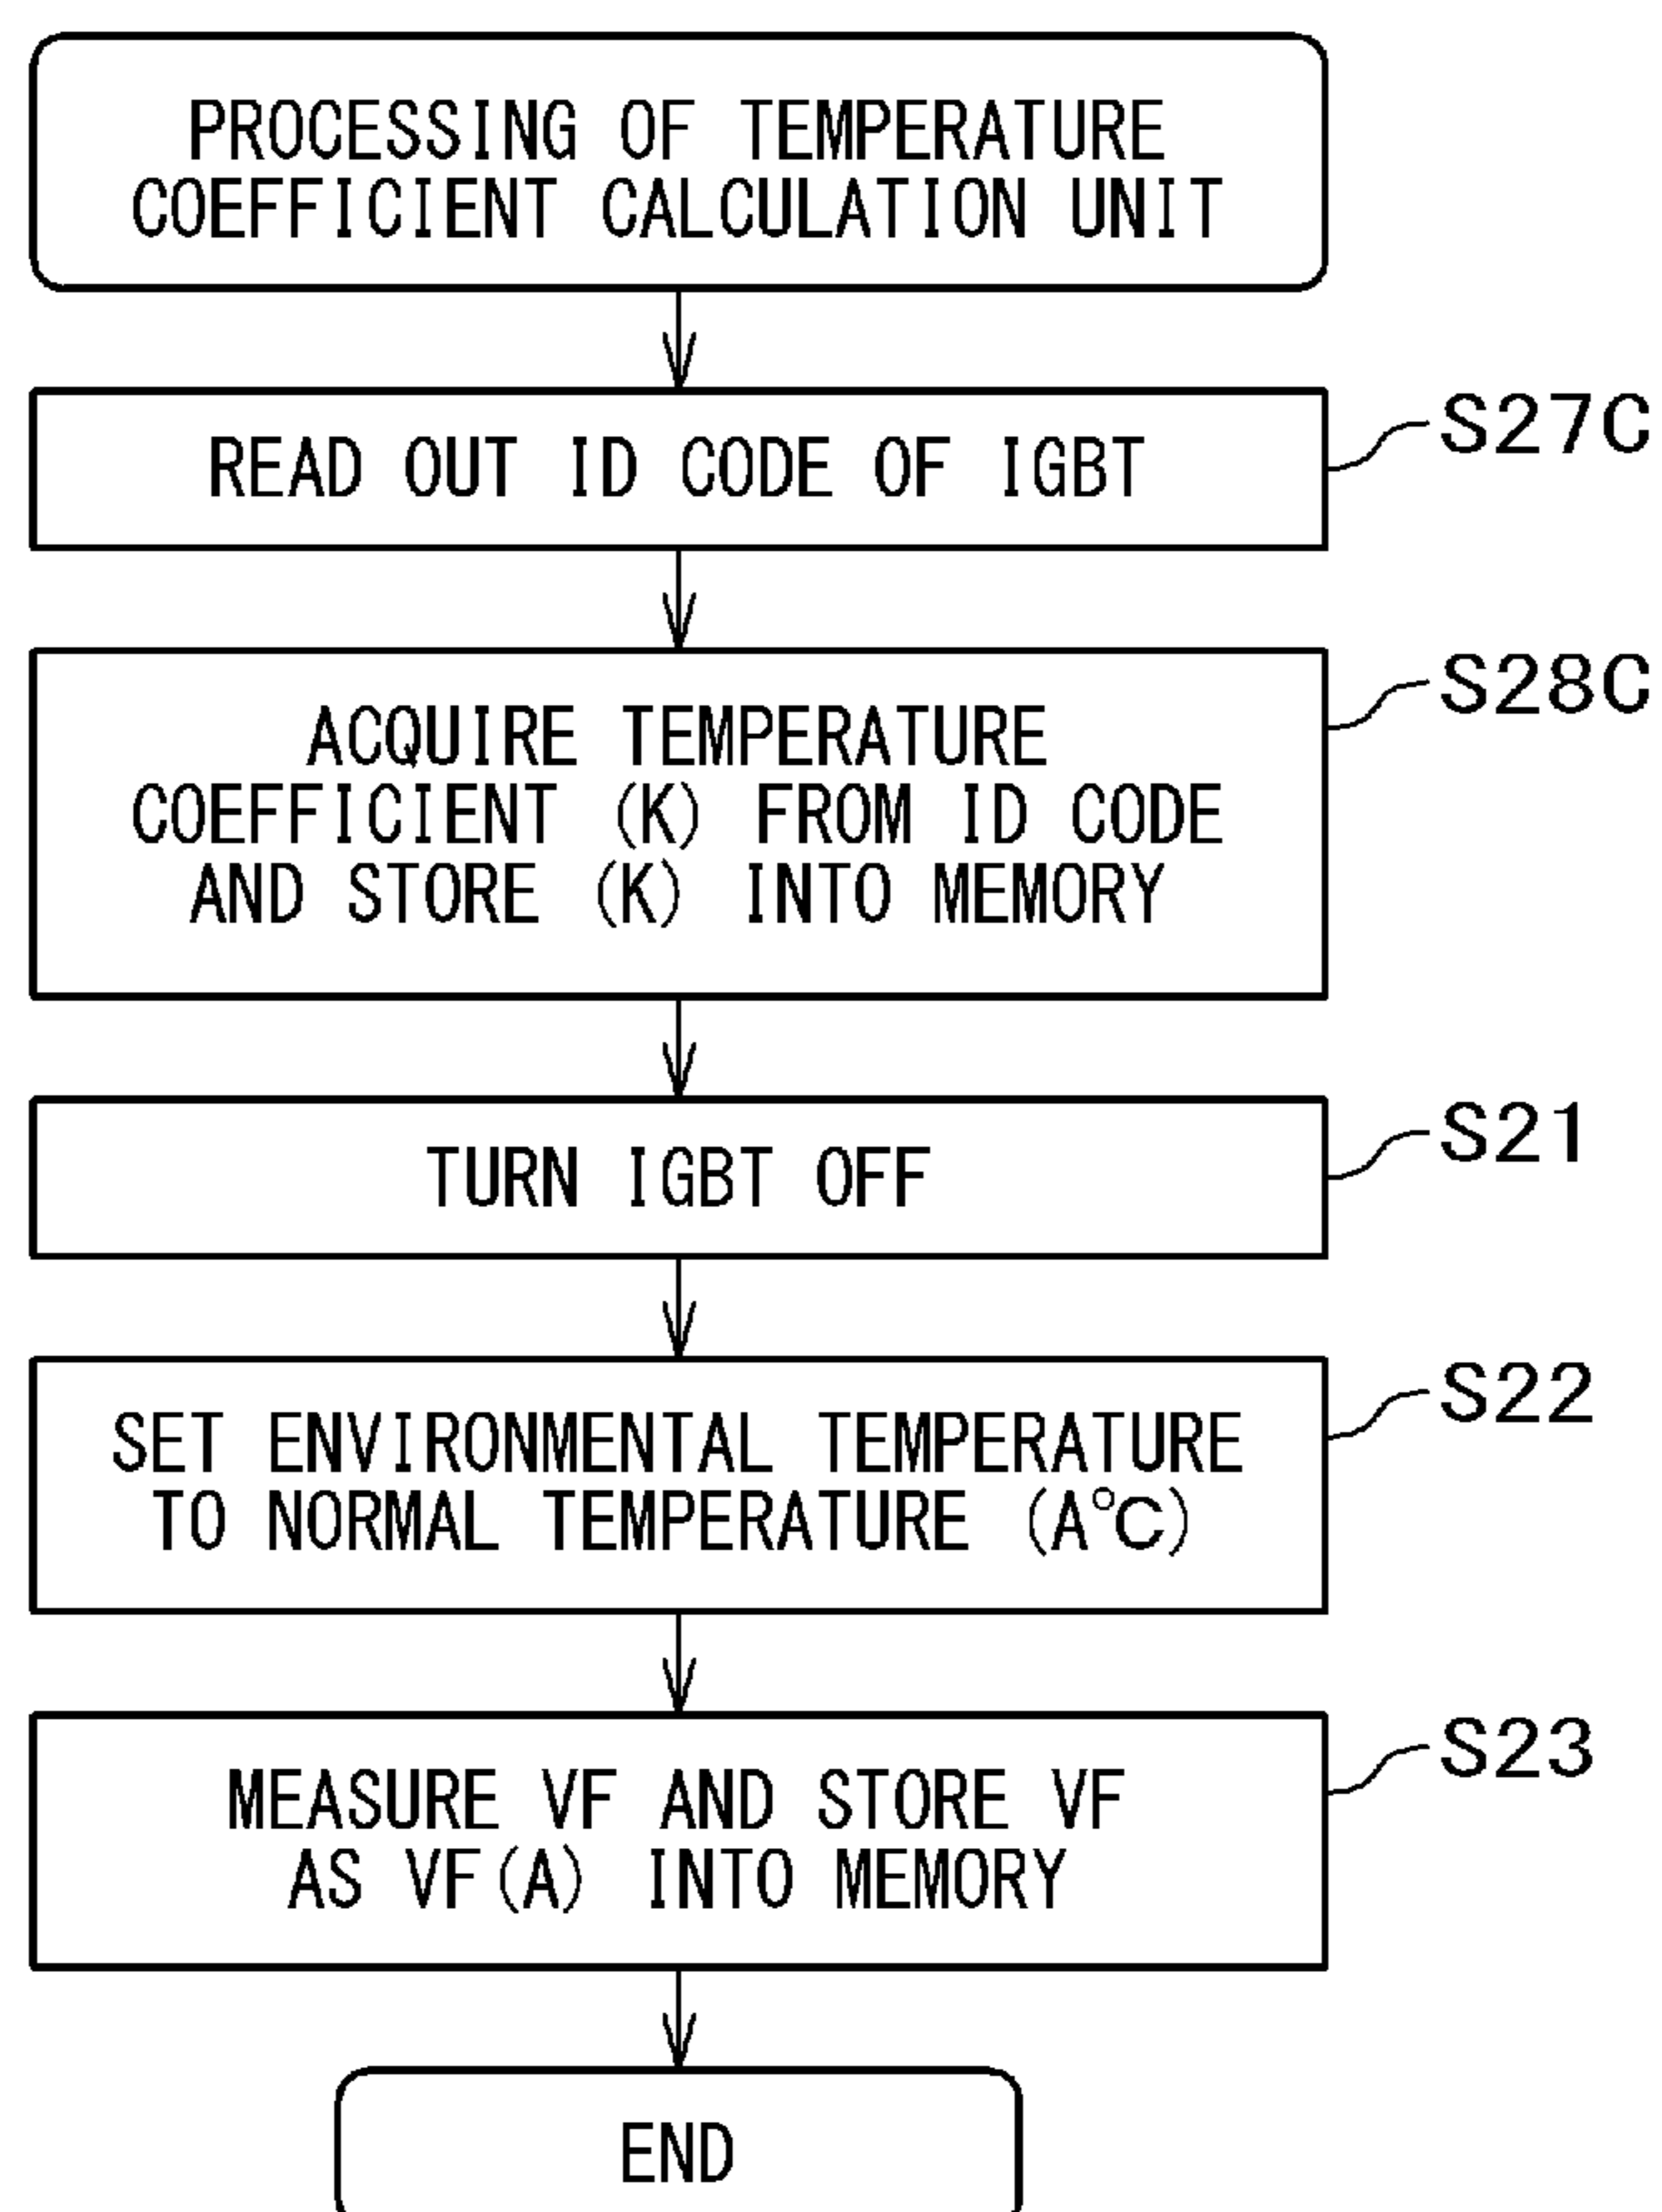 PROCESSING OF TEMPERATURE
COEFFICIENT CALCULATION UNIT
READ OUT ID CODE OF IGBT
S27C
ACQUIRE TEMPERATURE
COEFFICIENT (K) FROM ID CODE
AND STORE (K) INTO MEMORY
S28C
TURN IGBT OFF
S21
SET ENVIRONMENTAL TEMPERATURE
TO NORMAL TEMPERATURE (A℃)
S22
MEASURE VF AND STORE VF
AS VF(A) INTO MEMORY
S23
END